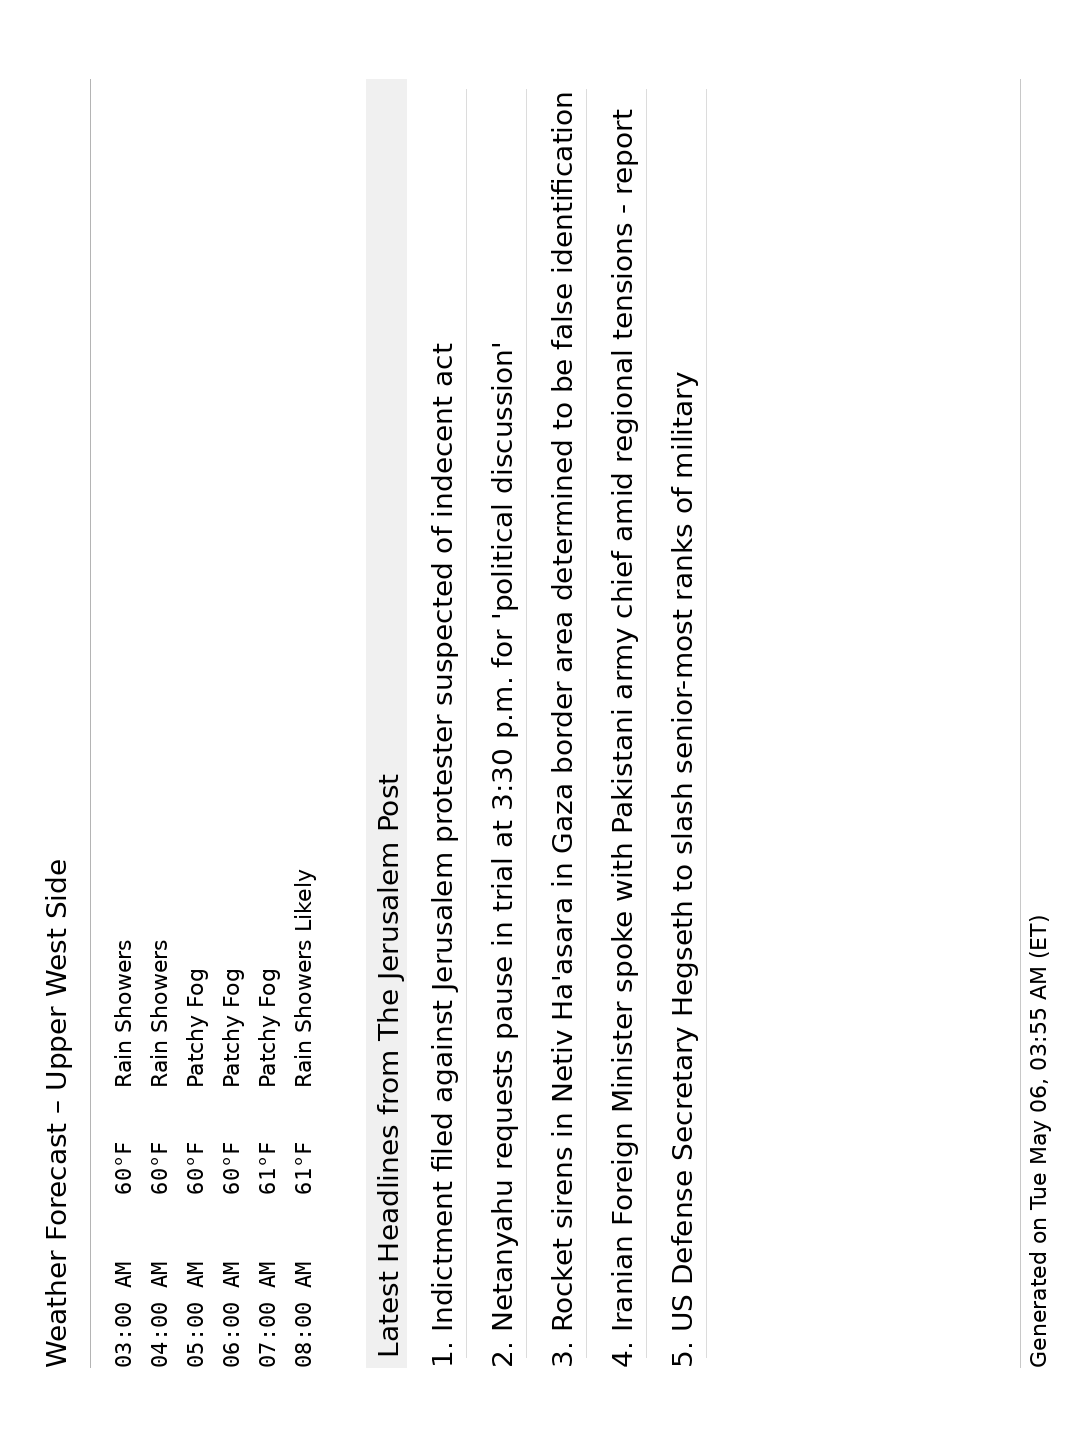 Weather Forecast – Upper West Side
03:00 AM 60°F Rain Showers
04:00 AM 60°F Rain Showers
05:00 AM 60°F Patchy Fog
06:00 AM 60°F Patchy Fog
07:00 AM 61°F Patchy Fog
08:00 AM 61°F Rain Showers Likely
Latest Headlines from The Jerusalem Post
1. Indictment filed against Jerusalem protester suspected of indecent act
2. Netanyahu requests pause in trial at 3:30 p.m. for 'political discussion'
3. Rocket sirens in Netiv Ha'asara in Gaza border area determined to be false identification
4. Iranian Foreign Minister spoke with Pakistani army chief amid regional tensions - report
5. US Defense Secretary Hegseth to slash senior-most ranks of military
Generated on Tue May 06, 03:55 AM (ET)